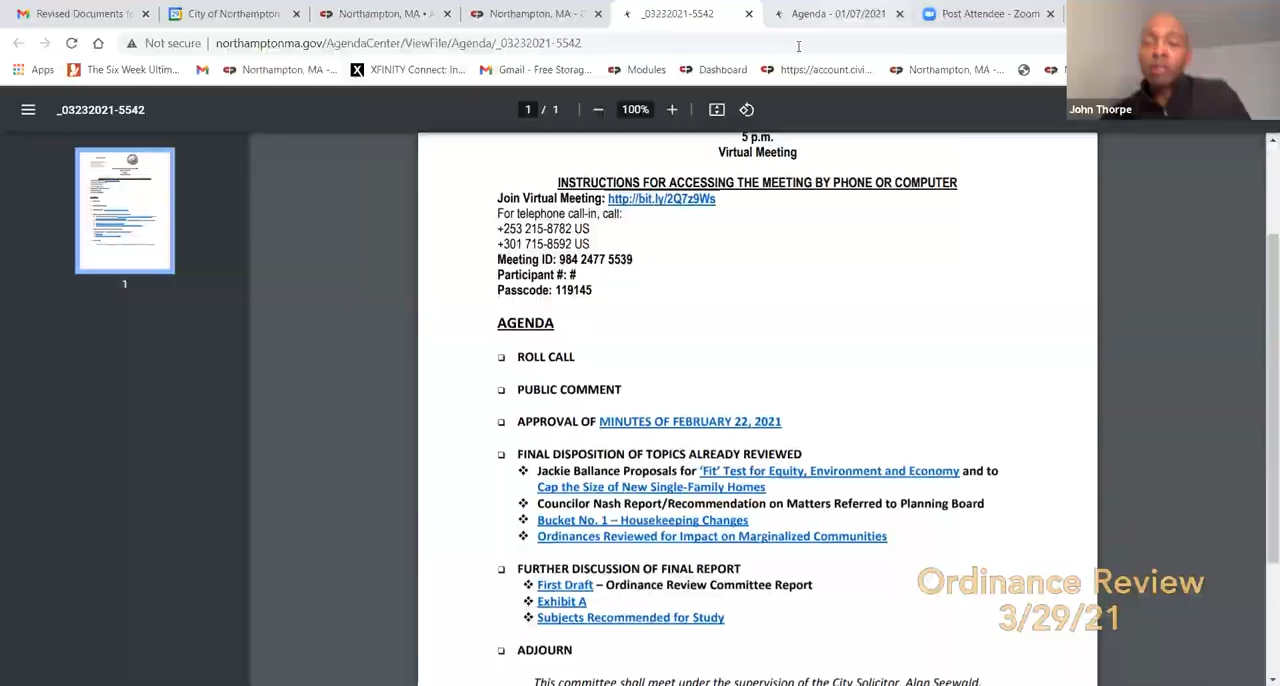 Revised Documents fo
City of Northampton
Northampton, MA • A
Northampton, MA - C
_03232021-5542
Agenda - 01/07/2021
Post Attendee - Zoom
Not secure | northamptonma.gov/AgendaCenter/ViewFile/Agenda/_03232021-5542
Apps
The Six Week Ultim...
Northampton, MA -...
XFINITY Connect: In...
Gmail - Free Storag...
Modules
Dashboard
https://account.civi...
Northampton, MA -...
John Thorpe
_03232021-5542
1 / 1
100%
1
5 p.m.
Virtual Meeting
INSTRUCTIONS FOR ACCESSING THE MEETING BY PHONE OR COMPUTER
Join Virtual Meeting: http://bit.ly/2Q7z9Ws
For telephone call-in, call:
+253 215-8782 US
+301 715-8592 US
Meeting ID: 984 2477 5539
Participant #: #
Passcode: 119145
AGENDA
ROLL CALL
PUBLIC COMMENT
APPROVAL OF MINUTES OF FEBRUARY 22, 2021
FINAL DISPOSITION OF TOPICS ALREADY REVIEWED
Jackie Ballance Proposals for ‘Fit’ Test for Equity, Environment and Economy and to
Cap the Size of New Single-Family Homes
Councilor Nash Report/Recommendation on Matters Referred to Planning Board
Bucket No. 1 – Housekeeping Changes
Ordinances Reviewed for Impact on Marginalized Communities
FURTHER DISCUSSION OF FINAL REPORT
First Draft – Ordinance Review Committee Report
Exhibit A
Subjects Recommended for Study
ADJOURN
This committee shall meet under the supervision of the City Solicitor, Alan Seewald.
Ordinance Review
3/29/21